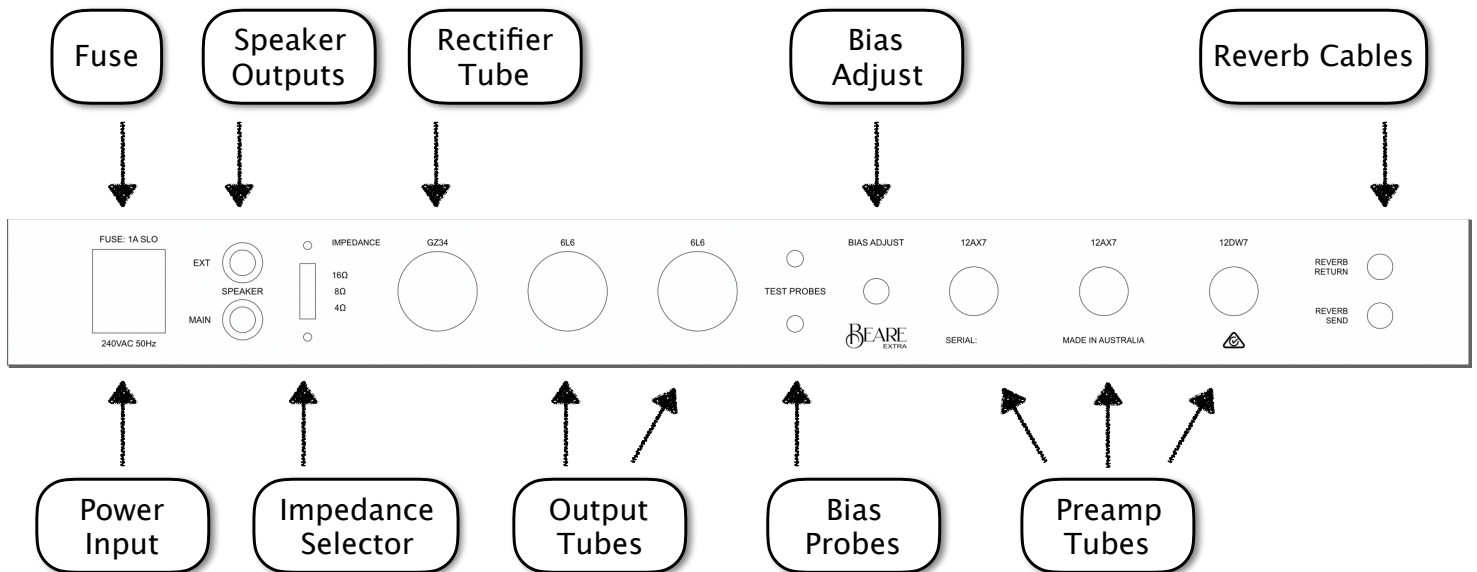 Fuse
Speaker
Outputs
Rectifier
Tube
Bias
Adjust
Reverb Cables
FUSE: 1A SLO
240VAC 50Hz
EXT
SPEAKER
MAIN
IMPEDANCE
16Ω
8Ω
4Ω
GZ34
6L6
6L6
TEST PROBES
BIAS ADJUST
BEARE
EXTRA
12AX7
SERIAL:
12AX7
MADE IN AUSTRALIA
12DW7
REVERB
RETURN
REVERB
SEND
Power
Input
Impedance
Selector
Output
Tubes
Bias
Probes
Preamp
Tubes